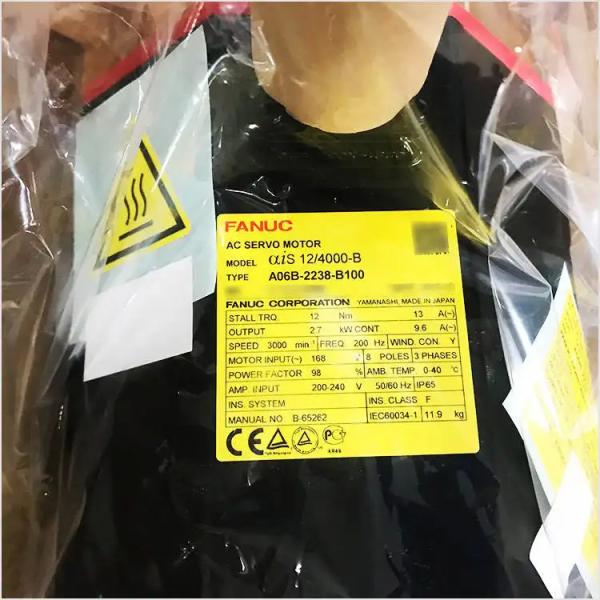 FANUC
AC SERVO MOTOR
MODEL αiS 12/4000-B
TYPE A06B-2238-B100
FANUC CORPORATION YAMANASHI, MADE IN JAPAN
STALL TRQ. 12 Nm 13 A(~)
OUTPUT 2.7 kW CONT 9.6 A(~)
SPEED 3000 min⁻¹ FREQ. 200 Hz WIND. CON. Y
MOTOR INPUT(~) 168 8 POLES 3 PHASES
POWER FACTOR 98 % AMB. TEMP. 0-40 ℃
AMP. INPUT 200-240 V 50/60 Hz IP65
INS. SYSTEM INS. CLASS F
MANUAL NO. B-65262 IEC60034-1 11.9 kg
CE